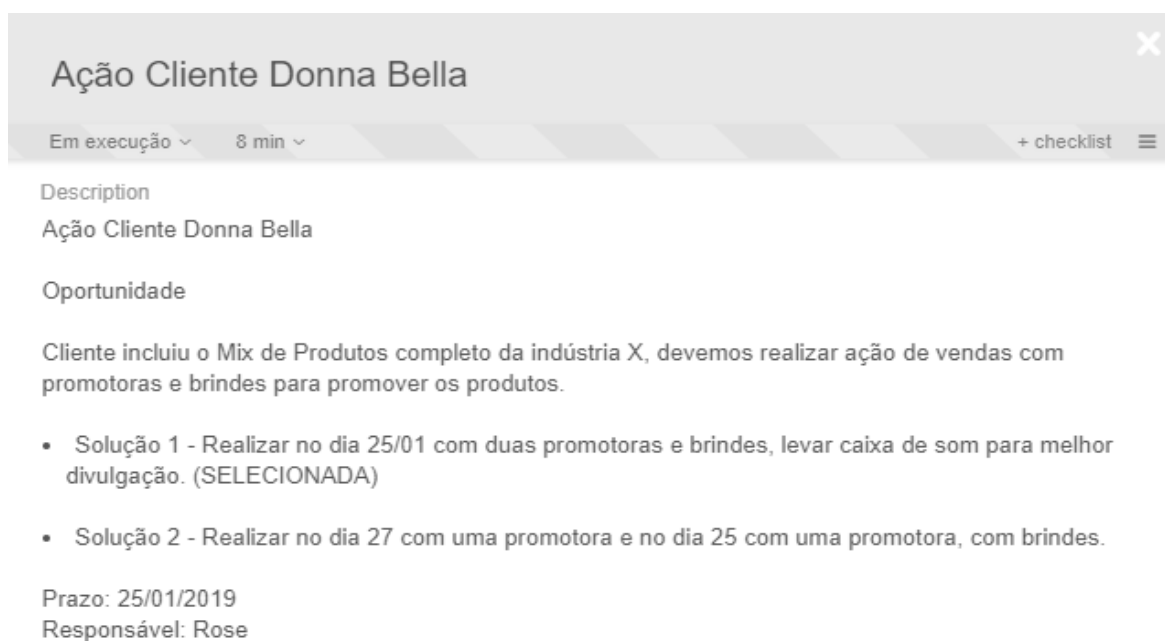 Ação Cliente Donna Bella
Em execução 8 min + checklist
Description
Ação Cliente Donna Bella
Oportunidade
Cliente incluiu o Mix de Produtos completo da indústria X, devemos realizar ação de vendas com
promotoras e brindes para promover os produtos.
• Solução 1 - Realizar no dia 25/01 com duas promotoras e brindes, levar caixa de som para melhor
divulgação. (SELECIONADA)
• Solução 2 - Realizar no dia 27 com uma promotora e no dia 25 com uma promotora, com brindes.
Prazo: 25/01/2019
Responsável: Rose